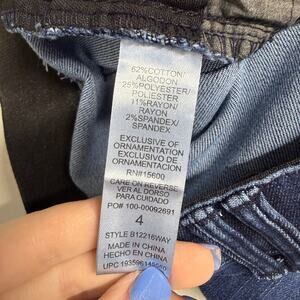 62%COTTON/
ALGODON
25%POLYESTER/
POLIESTER
11%RAYON/
RAYON
2%SPANDEX/
SPANDEX
EXCLUSIVE OF
ORNAMENTATION
EXCLUSIVO DE
ORNAMENTACION
RN#15600
CARE ON REVERSE
VER AL DORSO
PARA CUIDADO
PO# 100-00092691
4
STYLE B12216WAY
MADE IN CHINA
HECHO EN CHINA
UPC